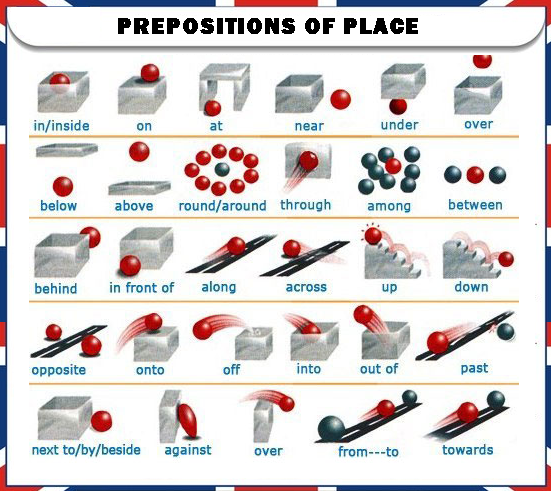 PREPOSITIONS OF PLACE
in/inside on at near under over
below above round/around through among between
behind in front of along across up down
opposite onto off into out of past
next to/by/beside against over from---to towards